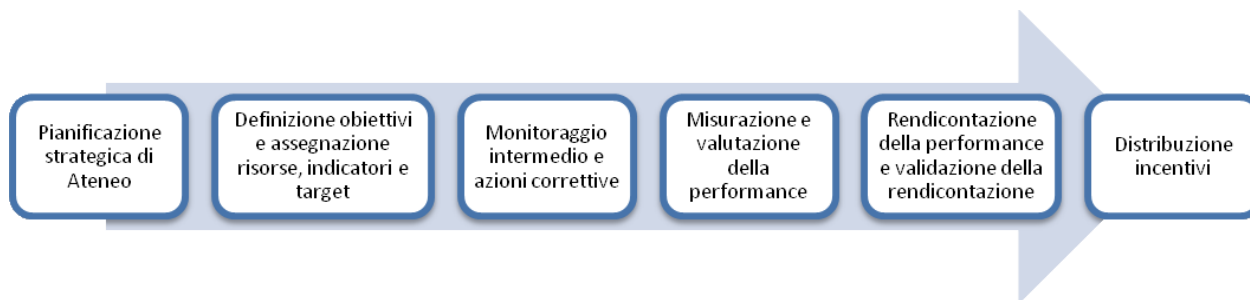 Pianificazione
strategica di
Ateneo
Definizione obiettivi
e assegnazione
risorse, indicatori e
target
Monitoraggio
intermedio e
azioni correttive
Misurazione e
valutazione
della
performance
Rendicontazione
della performance
e validazione della
rendicontazione
Distribuzione
incentivi